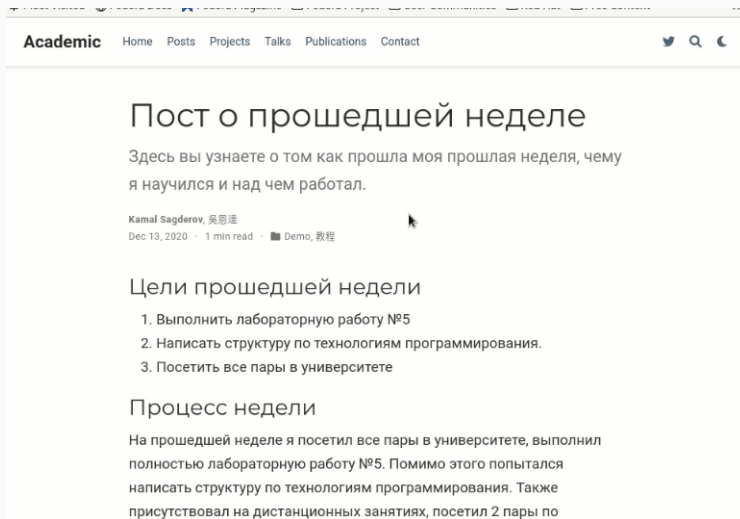 Academic Home Posts Projects Talks Publications Contact
Пост о прошедшей неделе
Здесь вы узнаете о том как прошла моя прошлая неделя, чему
я научился и над чем работал.
Kamal Sagderov, 吳恩達
Dec 13, 2020 · 1 min read · Demo, 教程
Цели прошедшей недели
1. Выполнить лабораторную работу №5
2. Написать структуру по технологиям программирования.
3. Посетить все пары в университете
Процесс недели
На прошедшей неделе я посетил все пары в университете, выполнил
полностью лабораторную работу №5. Помимо этого попытался
написать структуру по технологиям программирования. Также
присутствовал на дистанционных занятиях, посетил 2 пары по